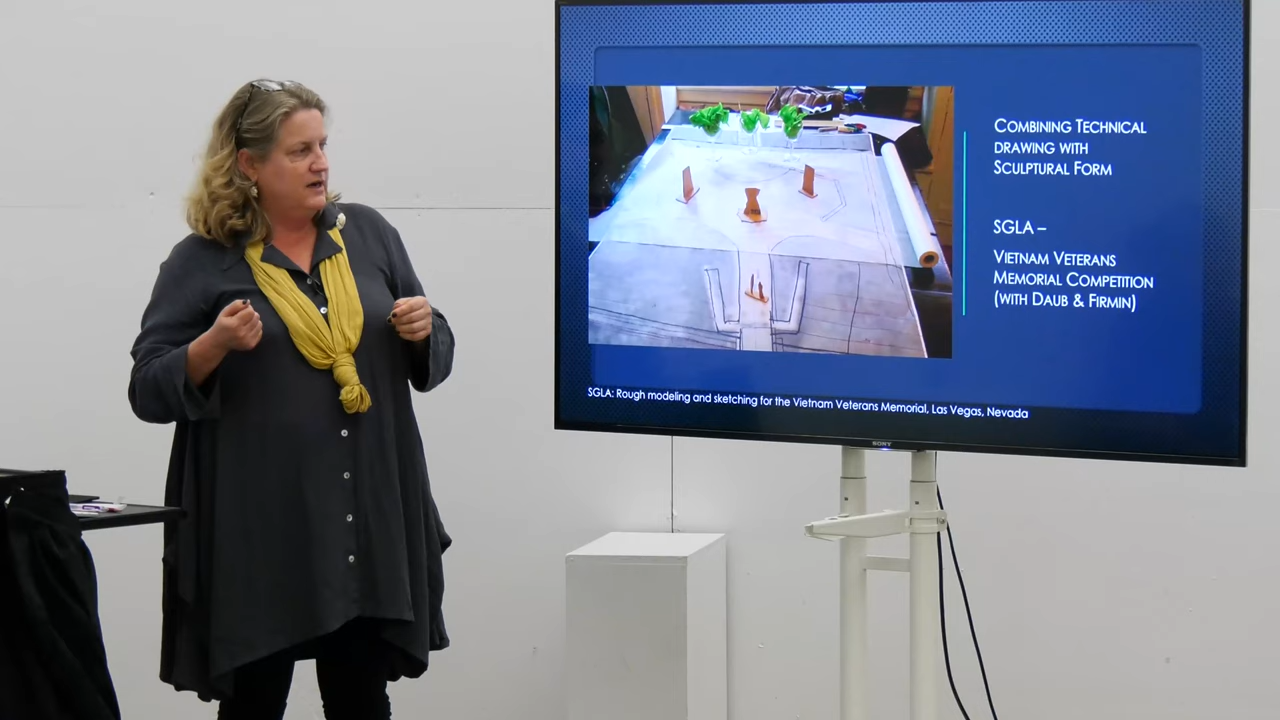 COMBINING TECHNICAL
DRAWING WITH
SCULPTURAL FORM
SGLA –
VIETNAM VETERANS
MEMORIAL COMPETITION
(WITH DAUB & FIRMIN)
SGLA: Rough modeling and sketching for the Vietnam Veterans Memorial, Las Vegas, Nevada
SONY